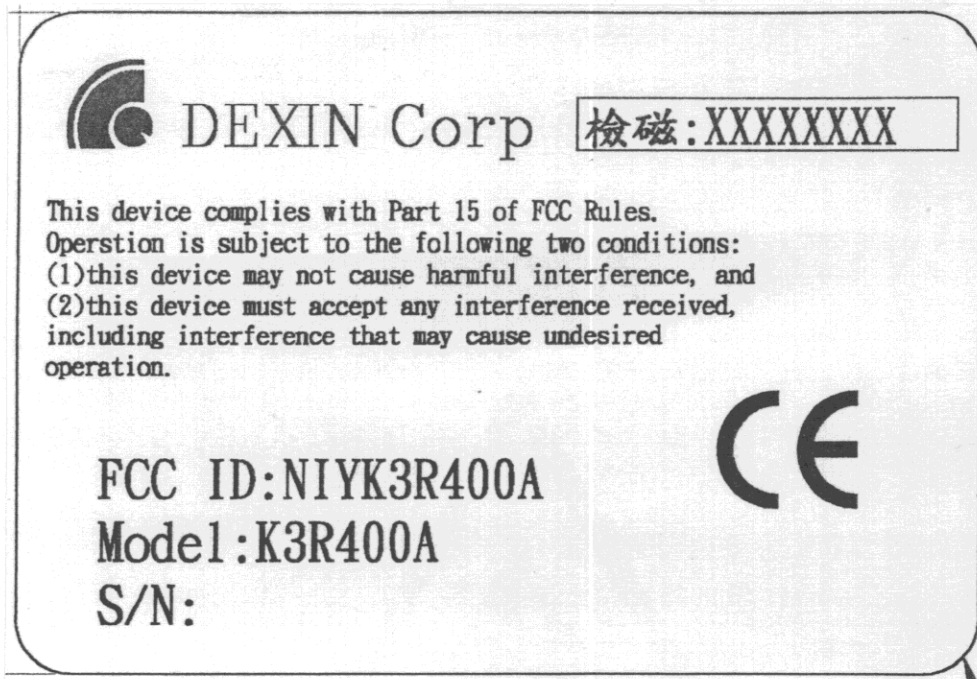 DEXIN Corp 檢磁:XXXXXXXX
This device complies with Part 15 of FCC Rules.
Operstion is subject to the following two conditions:
(1)this device may not cause harmful interference, and
(2)this device must accept any interference received,
including interference that may cause undesired
operation.
CE
FCC ID:NIYK3R400A
Model:K3R400A
S/N: